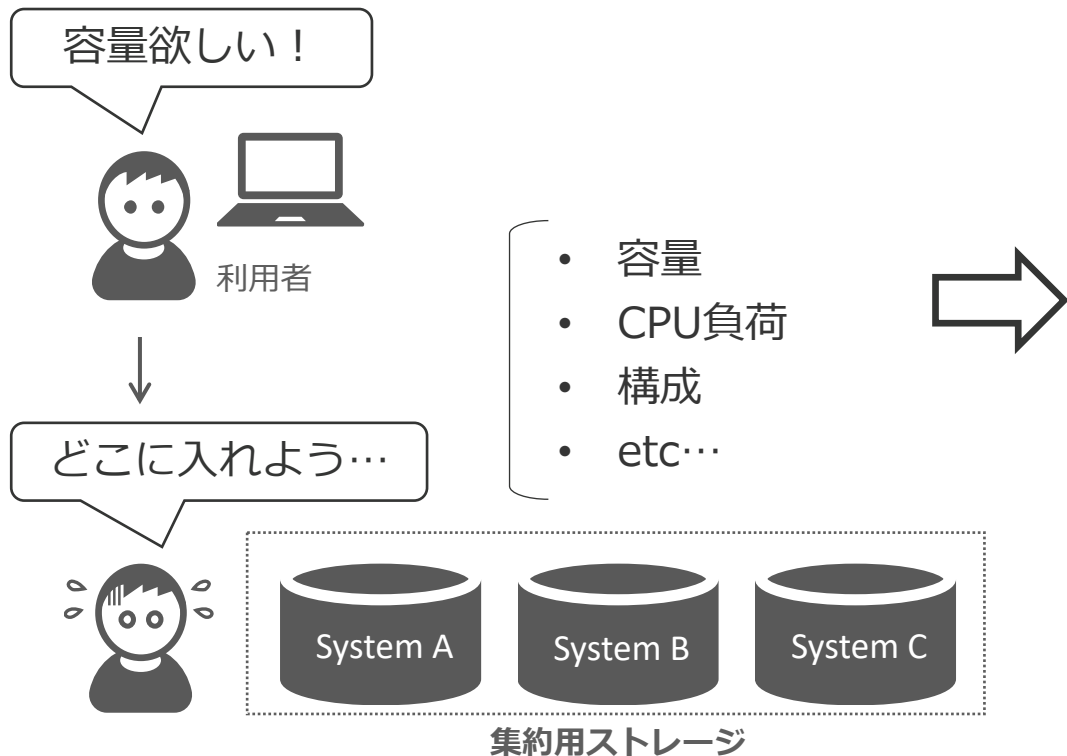 容量欲しい！
利用者
• 容量
• CPU負荷
• 構成
• etc…
どこに入れよう…
System A
System B
System C
集約用ストレージ